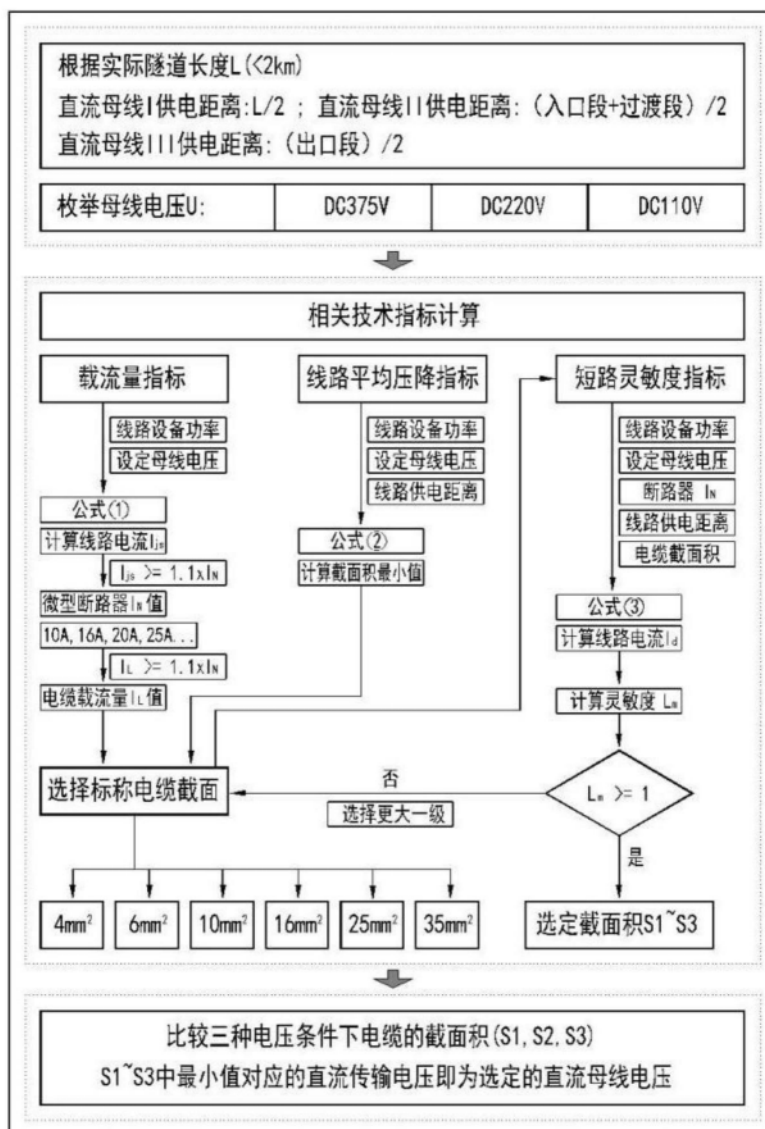 根据实际隧道长度L(<2km)
直流母线I供电距离:L/2 ; 直流母线II供电距离: (入口段+过渡段)/2
直流母线III供电距离: (出口段)/2
枚举母线电压U: DC375V DC220V DC110V
相关技术指标计算
载流量指标
线路设备功率
设定母线电压
公式(1)
计算线路电流Ijs
Ijs >= 1.1xIN
微型断路器IN值
10A, 16A, 20A, 25A...
IL >= 1.1xIN
电缆载流量IL值
线路平均压降指标
线路设备功率
设定母线电压
线路供电距离
公式(2)
计算截面积最小值
短路灵敏度指标
线路设备功率
设定母线电压
断路器 IN
线路供电距离
电缆截面积
公式(3)
计算线路电流Id
计算灵敏度 Lm
Lm >= 1
否
选择更大一级
是
选择标称电缆截面
4mm² 6mm² 10mm² 16mm² 25mm² 35mm²
选定截面积S1~S3
比较三种电压条件下电缆的截面积(S1,S2,S3)
S1~S3中最小值对应的直流传输电压即为选定的直流母线电压